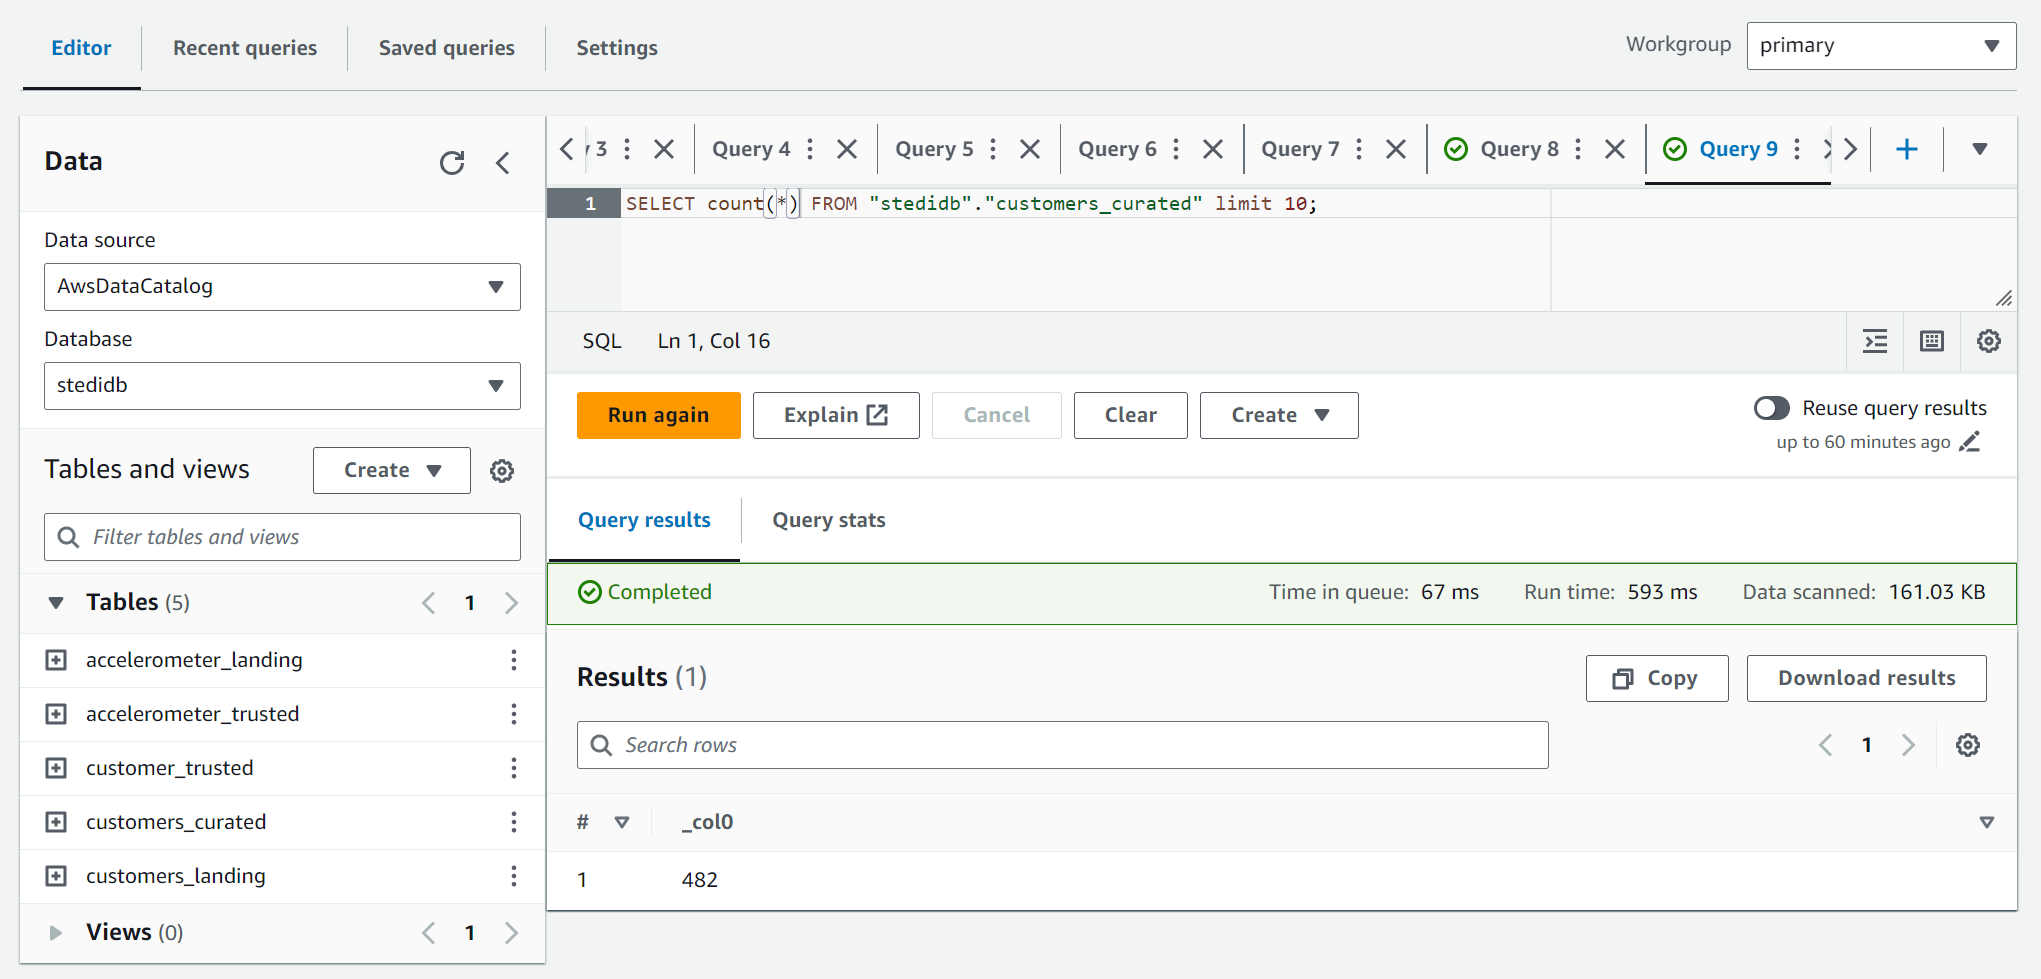 Editor
Recent queries
Saved queries
Settings
Workgroup
primary
Data
Data source
AwsDataCatalog
Database
stedidb
Tables and views
Create
Filter tables and views
Tables (5)
1
accelerometer_landing
accelerometer_trusted
customer_trusted
customers_curated
customers_landing
Views (0)
1
y 3
Query 4
Query 5
Query 6
Query 7
Query 8
Query 9
1 SELECT count(*) FROM "stedidb"."customers_curated" limit 10;
SQL Ln 1, Col 16
Run again
Explain
Cancel
Clear
Create
Reuse query results
up to 60 minutes ago
Query results
Query stats
Completed
Time in queue: 67 ms
Run time: 593 ms
Data scanned: 161.03 KB
Results (1)
Copy
Download results
Search rows
1
# _col0
1 482